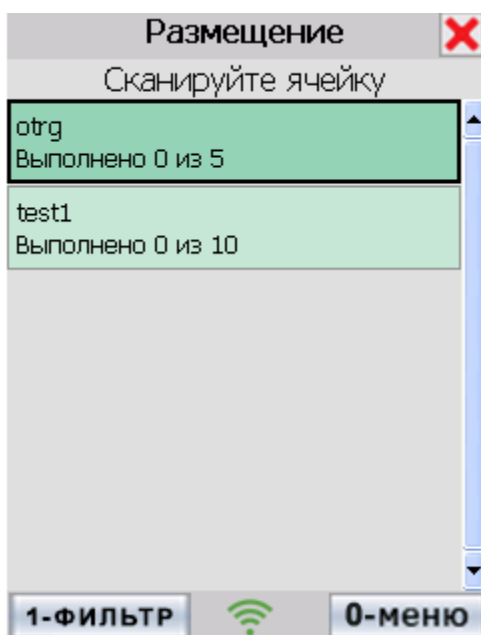 Размещение
Сканируйте ячейку
otrg
Выполнено 0 из 5
test1
Выполнено 0 из 10
1-ФИЛЬТР
0-меню